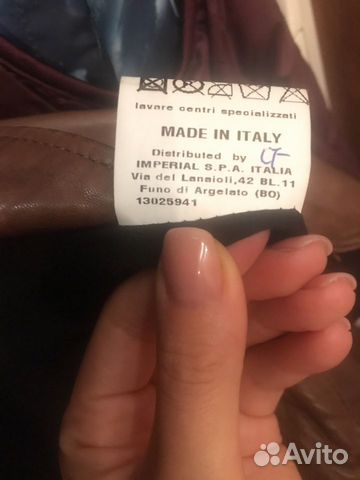 lavare centri specializzati
MADE IN ITALY
Distributed by
IMPERIAL S.P.A. ITALIA
Via dei Lanaioli,42 BL.11
Funo di Argelato (BO)
13025941
Avito